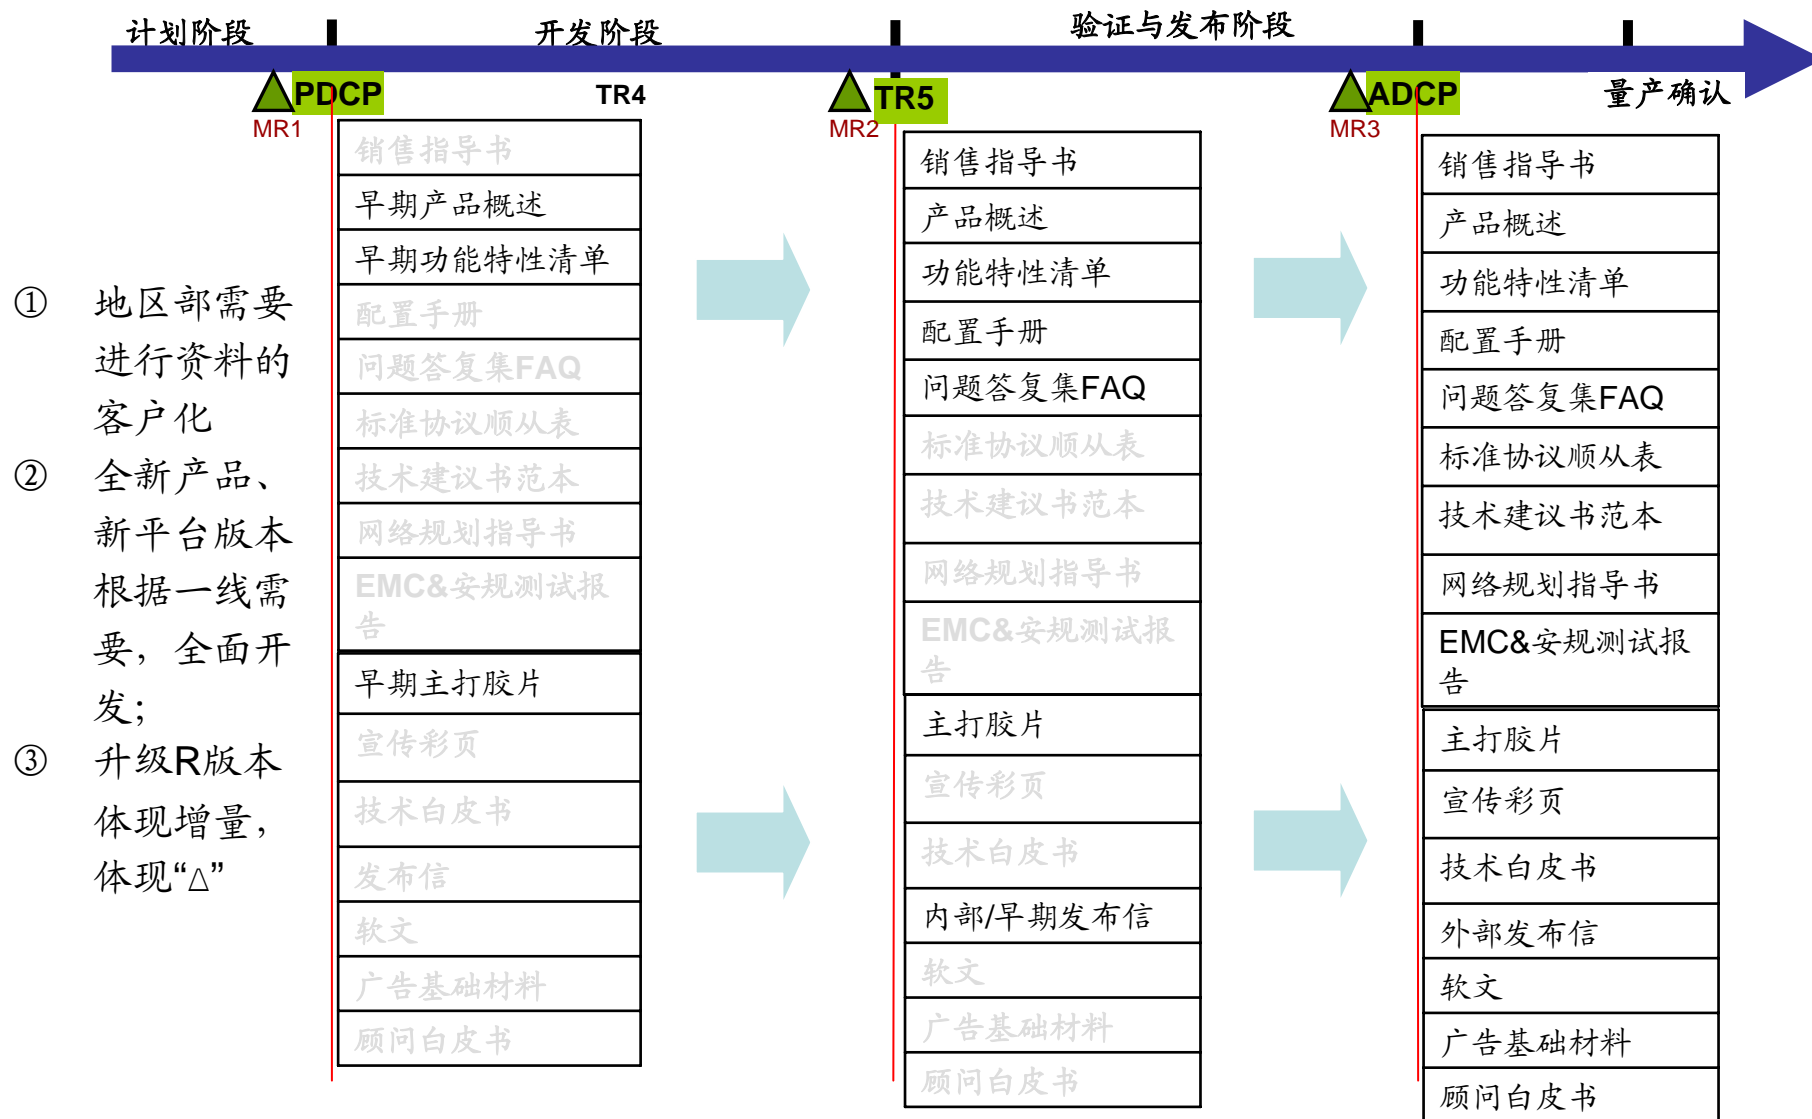 计划阶段
开发阶段
验证与发布阶段
PDCP
TR4
TR5
ADCP
量产确认
MR1
MR2
MR3
① 地区部需要
进行资料的
客户化
② 全新产品、
新平台版本
根据一线需
要，全面开
发；
③ 升级R版本
体现增量，
体现“△”
销售指导书
早期产品概述
早期功能特性清单
配置手册
问题答复集FAQ
标准协议顺从表
技术建议书范本
网络规划指导书
EMC&安规测试报
告
早期主打胶片
宣传彩页
技术白皮书
发布信
软文
广告基础材料
顾问白皮书
销售指导书
产品概述
功能特性清单
配置手册
问题答复集FAQ
标准协议顺从表
技术建议书范本
网络规划指导书
EMC&安规测试报
告
主打胶片
宣传彩页
技术白皮书
内部/早期发布信
软文
广告基础材料
顾问白皮书
销售指导书
产品概述
功能特性清单
配置手册
问题答复集FAQ
标准协议顺从表
技术建议书范本
网络规划指导书
EMC&安规测试报
告
主打胶片
宣传彩页
技术白皮书
外部发布信
软文
广告基础材料
顾问白皮书